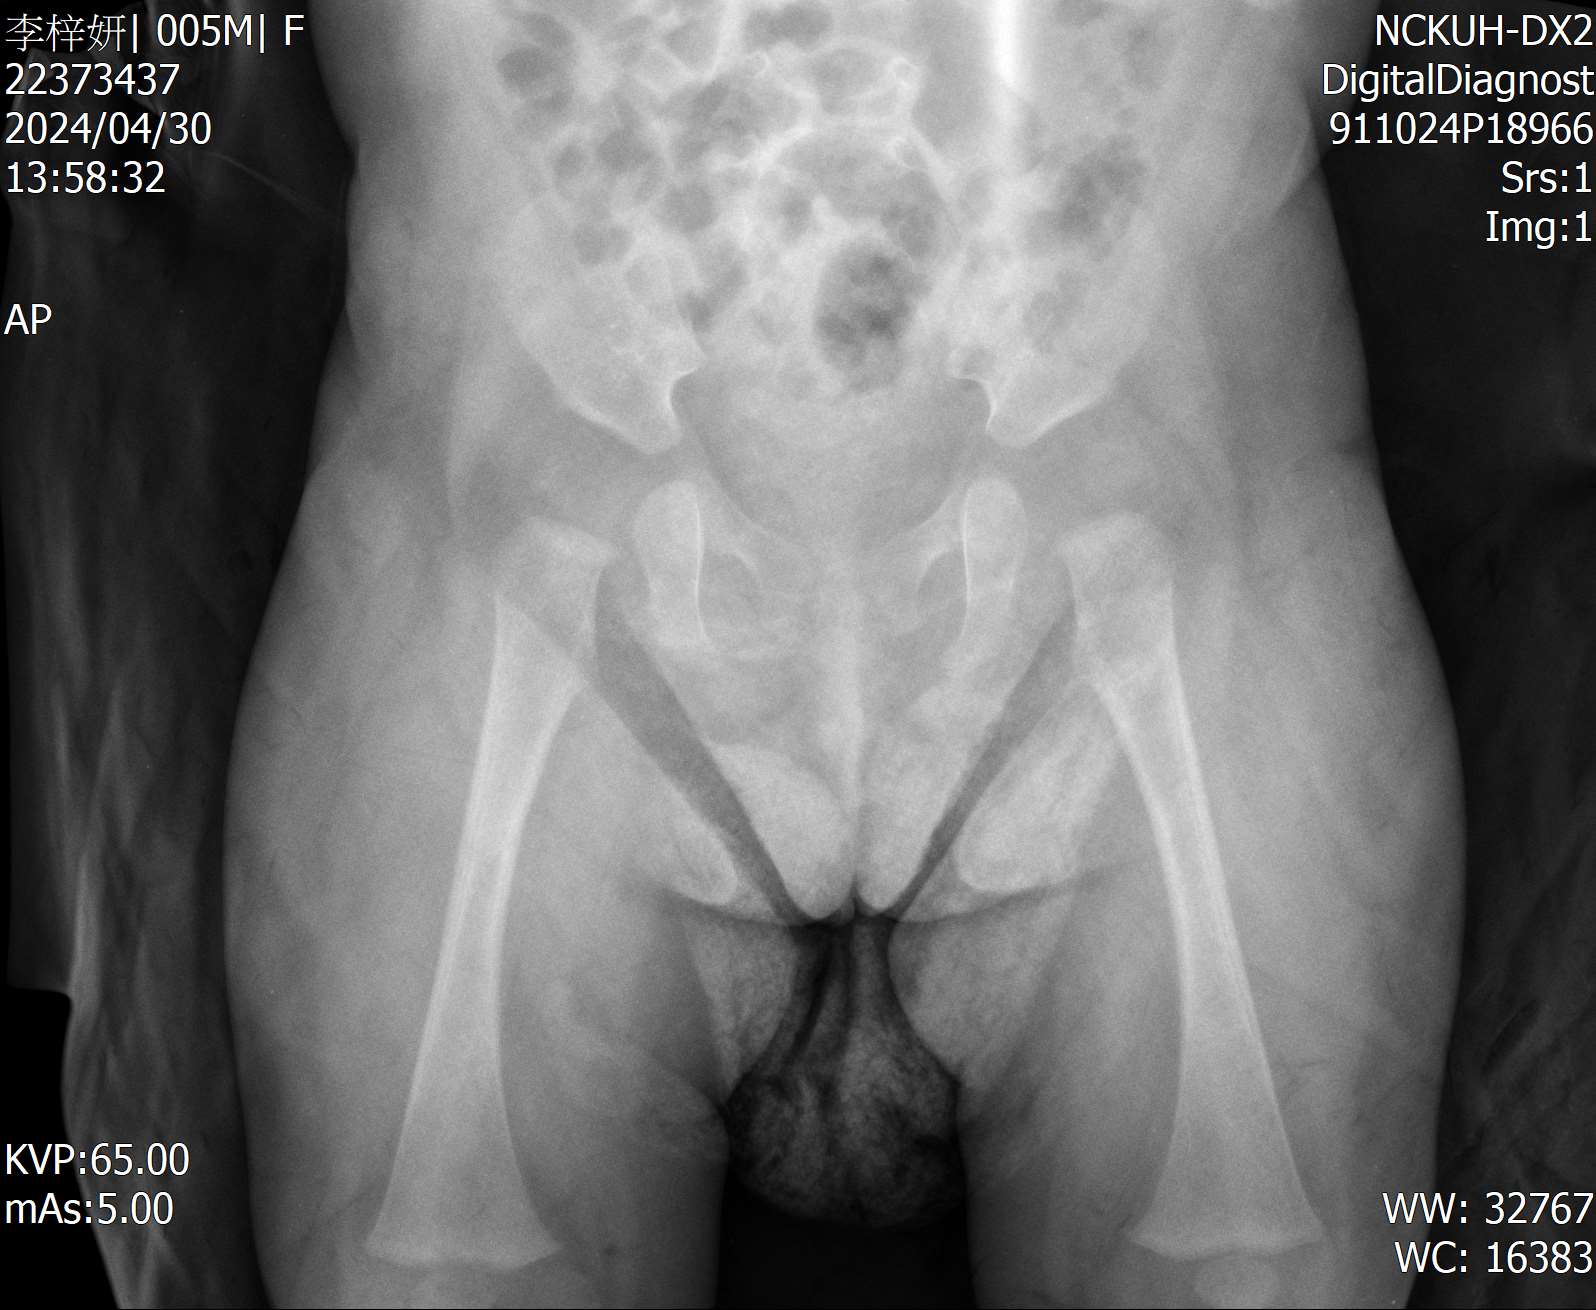 李梓妍| 005M| F
22373437
2024/04/30
13:58:32
AP
NCKUH-DX2
DigitalDiagnost
911024P18966
Srs:1
Img:1
KVP:65.00
mAs:5.00
WW: 32767
WC: 16383